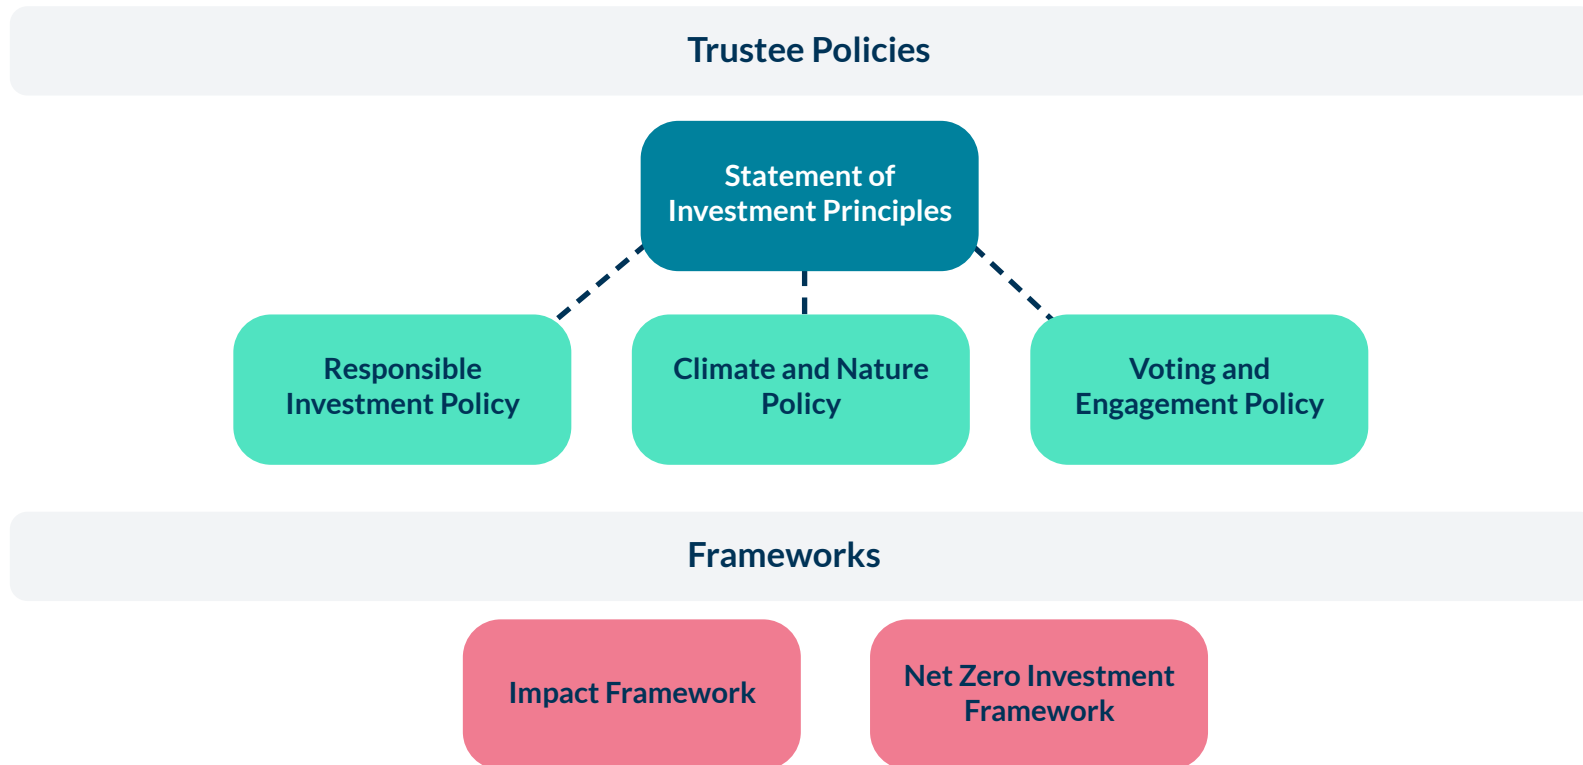 Trustee Policies
Statement of
Investment Principles
Responsible
Investment Policy
Climate and Nature
Policy
Voting and
Engagement Policy
Frameworks
Impact Framework
Net Zero Investment
Framework